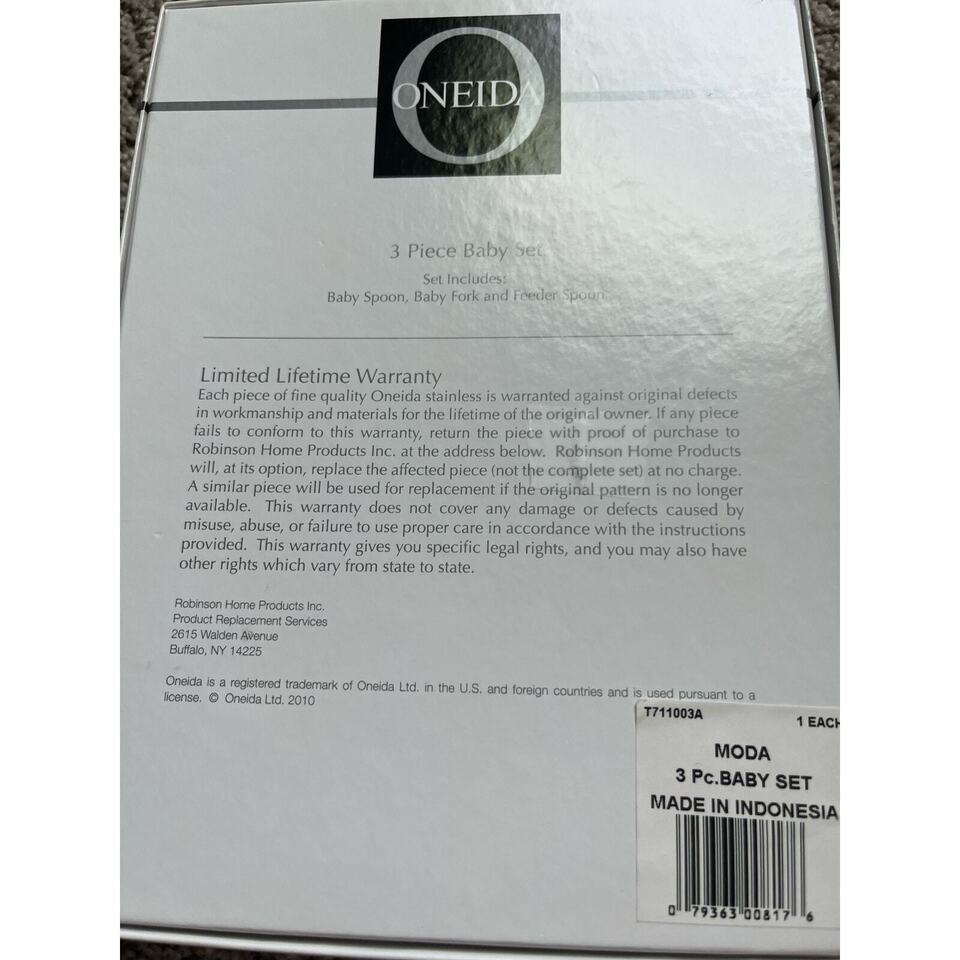 ONEIDA
3 Piece Baby Set
Set Includes:
Baby Spoon, Baby Fork and Feeder Spoon
Limited Lifetime Warranty
Each piece of fine quality Oneida stainless is warranted against original defects
in workmanship and materials for the lifetime of the original owner. If any piece
fails to conform to this warranty, return the piece with proof of purchase to
Robinson Home Products Inc. at the address below. Robinson Home Products
will, at its option, replace the affected piece (not the complete set) at no charge.
A similar piece will be used for replacement if the original pattern is no longer
available. This warranty does not cover any damage or defects caused by
misuse, abuse, or failure to use proper care in accordance with the instructions
provided. This warranty gives you specific legal rights, and you may also have
other rights which vary from state to state.
Robinson Home Products Inc.
Product Replacement Services
2615 Walden Avenue
Buffalo, NY 14225
Oneida is a registered trademark of Oneida Ltd. in the U.S. and foreign countries and is used pursuant to a
license. © Oneida Ltd. 2010
T711003A 1 EACH
MODA
3 Pc.BABY SET
MADE IN INDONESIA
0 79363 00817 6